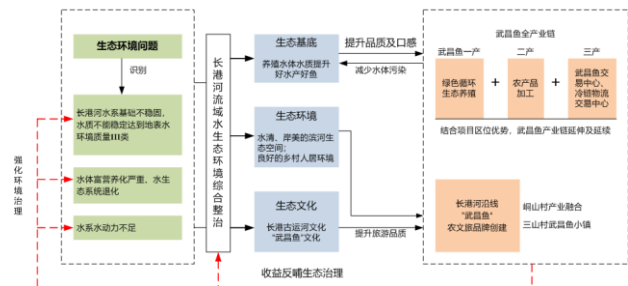 强化环境治理
生态环境问题
识别
长港河水系基础不稳固，
水质不能稳定达到地表水
环境质量III类
水体富营养化严重、水生
态系统退化
水系水动力不足
长港河流域水生态环境综合整治
生态基底
养殖水体水质提升
好水产好鱼
生态环境
水清、岸美的滨河生
态空间；
良好的乡村人居环境
生态文化
长港古运河文化
“武昌鱼”文化
提升品质及口感
减少水体污染
提升旅游品质
武昌鱼全产业链
武昌鱼一产
二产
三产
绿色循环
生态养殖
+
农产品
加工
+
武昌鱼交
易中心、
冷链物流
交易中心
结合项目区位优势，武昌鱼产业链延伸及延续
长港河沿线
“武昌鱼”
农文旅品牌创建
峒山村产业融合
三山村武昌鱼小镇
收益反哺生态治理